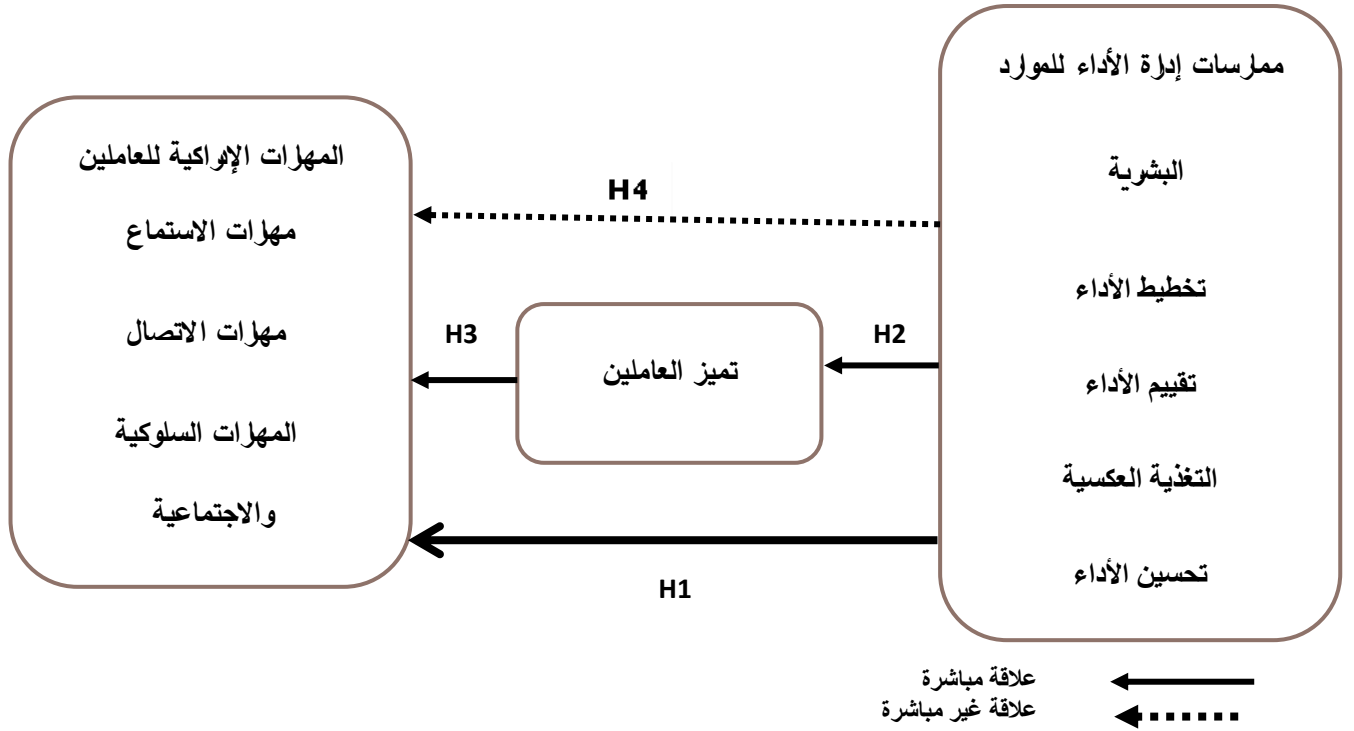 ممارسات إدارة الأداء للموارد
البشرية
تخطيط الأداء
تقييم الأداء
التغذية العكسية
تحسين الأداء
H4
H2
تميز العاملين
H3
H1
المهارات الإدراكية للعاملين
مهارات الاستماع
مهارات الاتصال
المهارات السلوكية
والاجتماعية
علاقة مباشرة
علاقة غير مباشرة